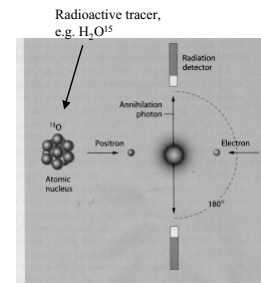 Radioactive tracer,
e.g. H₂O¹⁵
Radiation
detector
Annihilation
photon
¹⁵O
Positron
Electron
Atomic
nucleus
180°